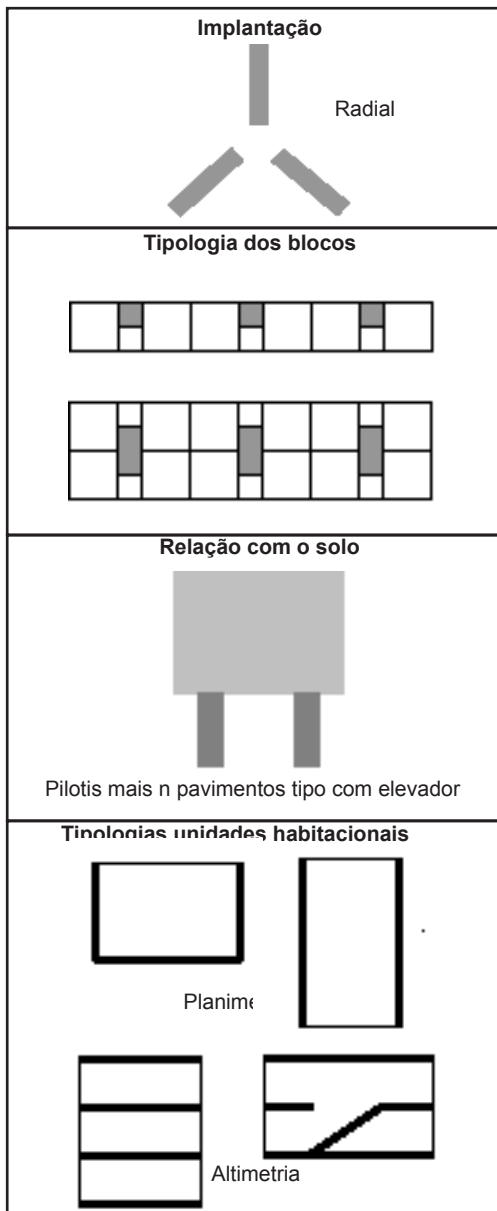 Implantação
Radial
Tipologia dos blocos
Relação com o solo
Pilotis mais n pavimentos tipo com elevador
Tipologias unidades habitacionais
Planime
Altimetria